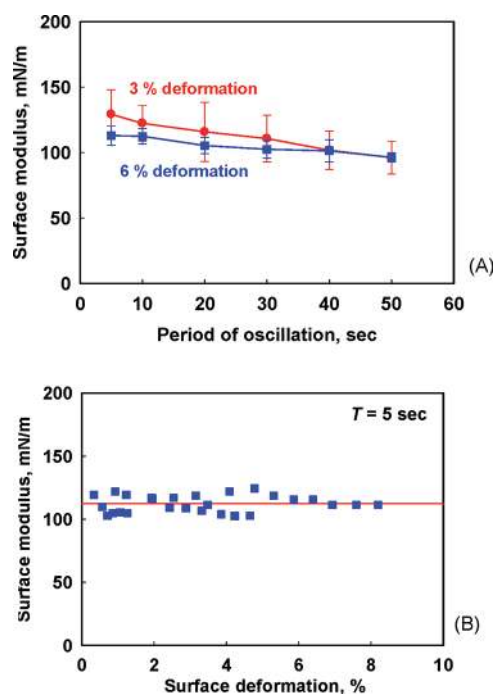 (A)
200
150
100
50
0
Surface modulus, mN/m
3 % deformation
6 % deformation
0 10 20 30 40 50 60
Period of oscillation, sec
200
150
100
50
0
Surface modulus, mN/m
T = 5 sec
(B)
0 2 4 6 8 10
Surface deformation, %